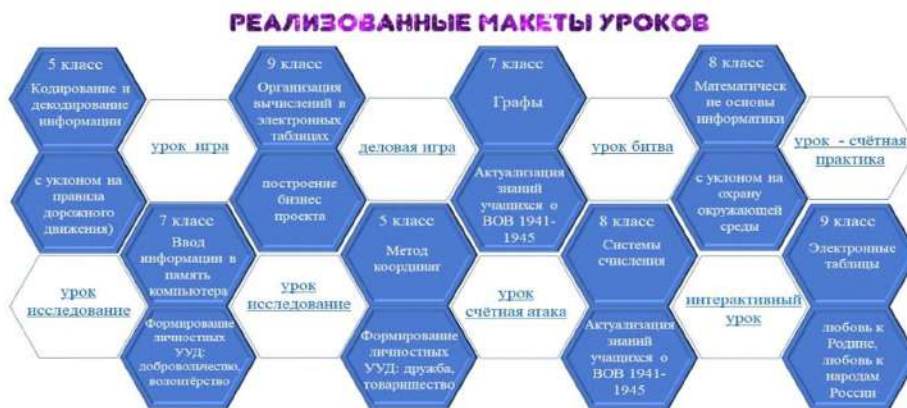 РЕАЛИЗОВАННЫЕ МАКЕТЫ УРОКОВ
5 класс
Кодирование и
декодирование
информации
с уклоном на
правила
дорожного
движения)
урок игра
9 класс
Организация
вычислений в
электронных
таблицах
построение
бизнес
проекта
деловая игра
7 класс
Графы
Актуализация
знаний
учащихся о
ВОВ 1941-
1945
урок битва
8 класс
Математическ
ие основы
информатики
с уклоном на
охрану
окружающей
среды
урок - счётная
практика
урок
исследование
7 класс
Ввод
информации в
память
компьютера
Формирование
личностных
УУД:
добровольчество,
волонтёрство
урок
исследование
5 класс
Метод
координат
Формирование
личностных
УУД: дружба,
товарищество
урок
счётная атака
8 класс
Системы
счисления
Актуализация
знаний
учащихся о
ВОВ 1941-
1945
интерактивный
урок
9 класс
Электронные
таблицы
любовь к
Родине,
любовь к
народам
России